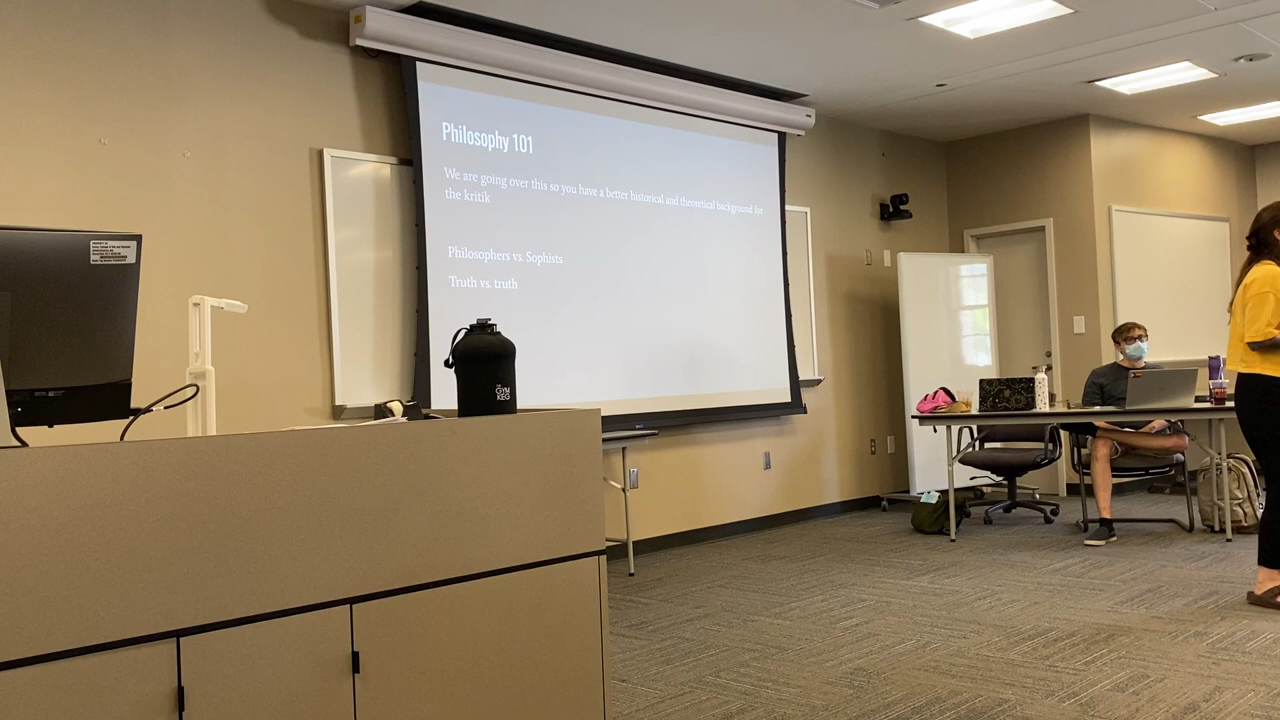 Philosophy 101
We are going over this so you have a better historical and theoretical background for
the kritik
Philosophers vs. Sophists
Truth vs. truth
THE
GYM
KEG